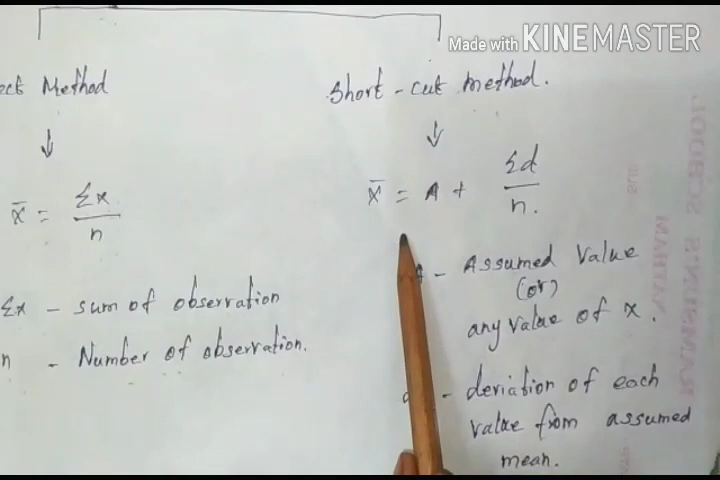 Made with KINEMASTER
Method
short-cut method.
↓
↓
x̄ = Σx/n
x̄ = A + Σd/n.
Σx - sum of observation
n - Number of observation.
- Assumed Value
(or)
any value of x.
- deviation of each
value from assumed
mean.